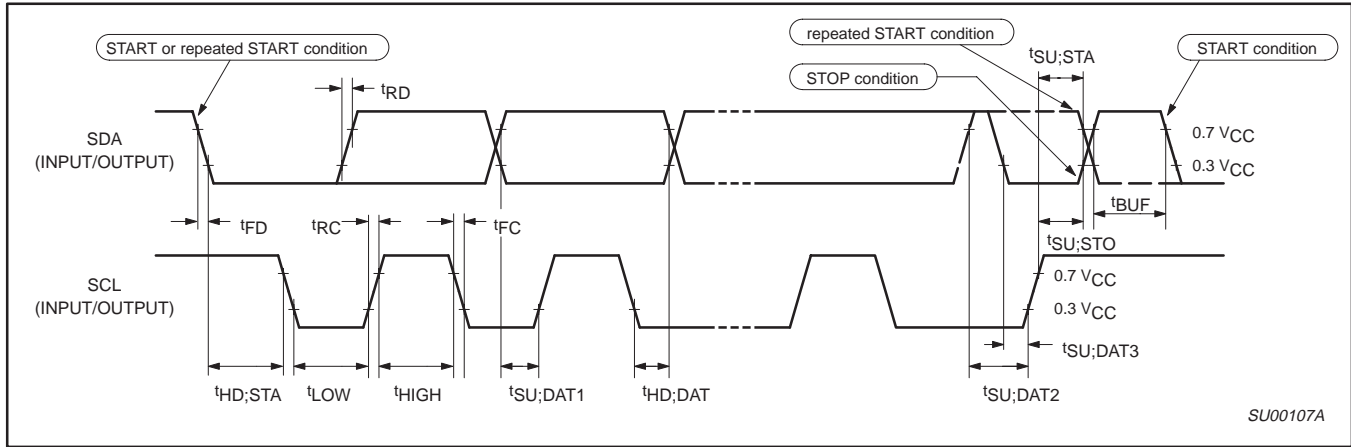 START or repeated START condition
repeated START condition
tSU;STA
START condition
STOP condition
tRD
SDA
(INPUT/OUTPUT)
0.7 VCC
0.3 VCC
tFD
tRC
tFC
tBUF
tSU;STO
SCL
(INPUT/OUTPUT)
0.7 VCC
0.3 VCC
tSU;DAT3
tHD;STA
tLOW
tHIGH
tSU;DAT1
tHD;DAT
tSU;DAT2
SU00107A